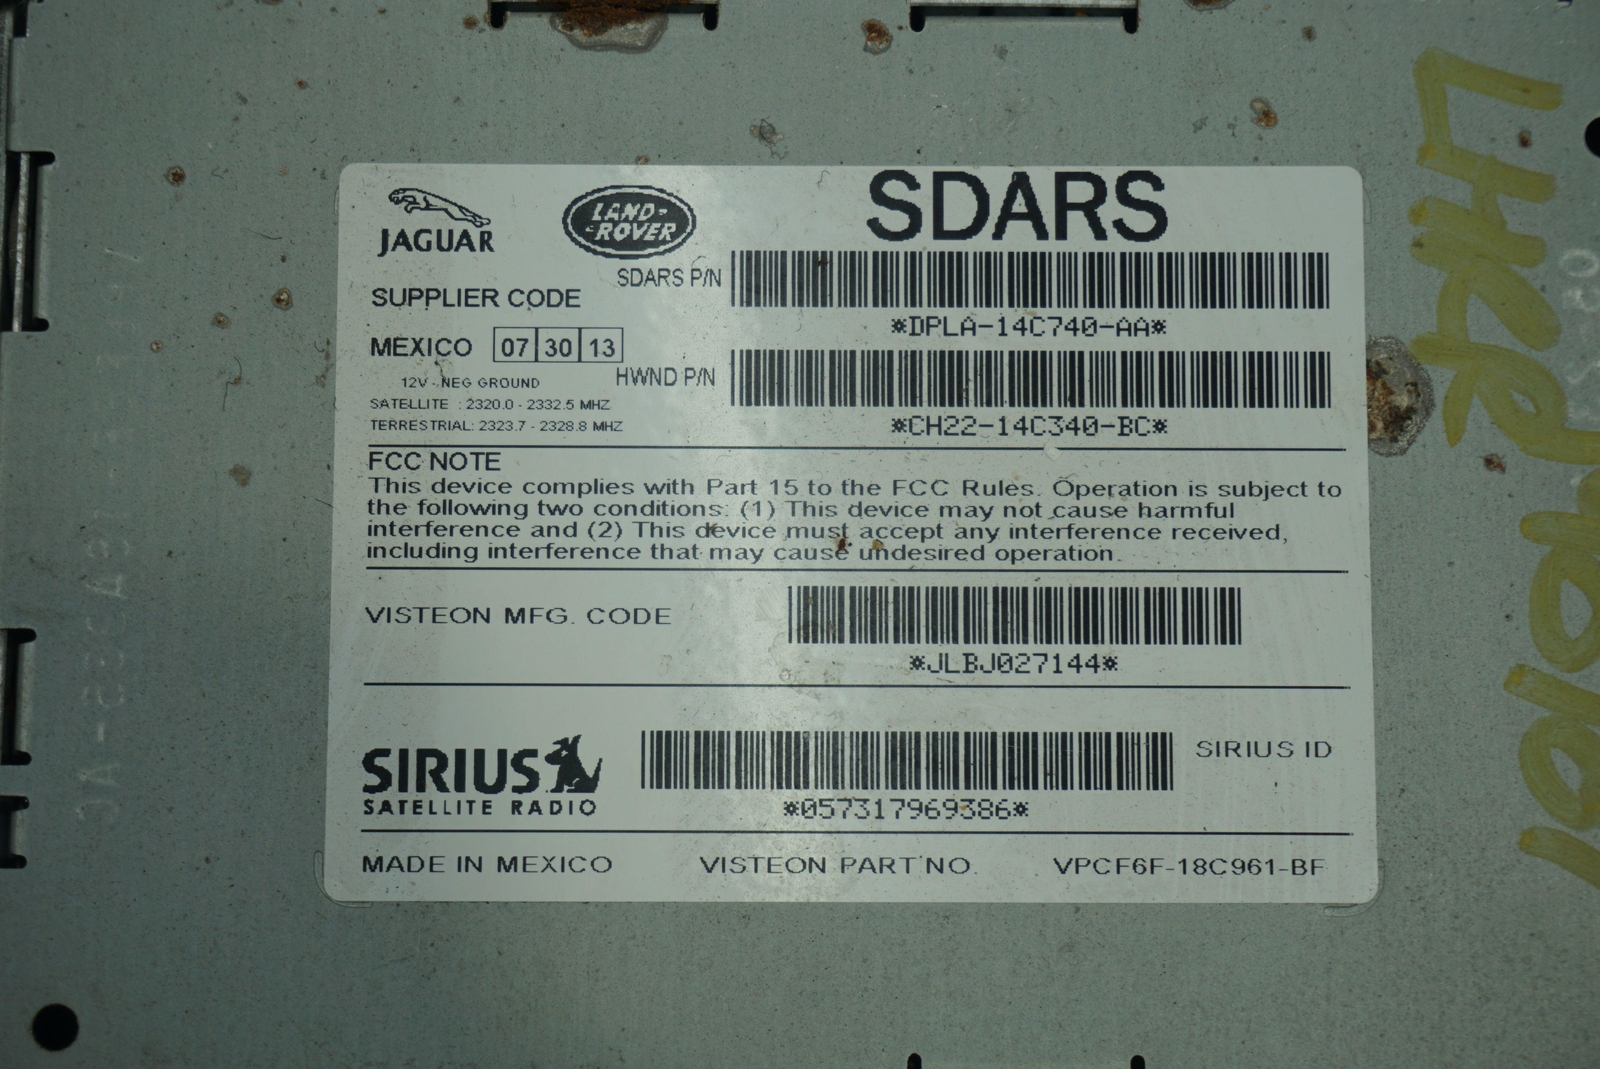 JAGUAR
LAND-
-ROVER
SDARS
SDARS P/N
*DPLA-14C740-AA*
SUPPLIER CODE
MEXICO 07 30 13
HWND P/N
*CH22-14C340-BC*
12V - NEG GROUND
SATELLITE : 2320.0 - 2332.5 MHZ
TERRESTRIAL: 2323.7 - 2328.8 MHZ
FCC NOTE
This device complies with Part 15 to the FCC Rules. Operation is subject to
the following two conditions: (1) This device may not cause harmful
interference and (2) This device must accept any interference received,
including interference that may cause undesired operation.
VISTEON MFG. CODE
*JLBJ027144*
SIRIUS
SATELLITE RADIO
SIRIUS ID
*057317969386*
MADE IN MEXICO VISTEON PART NO. VPCF6F-18C961-BF